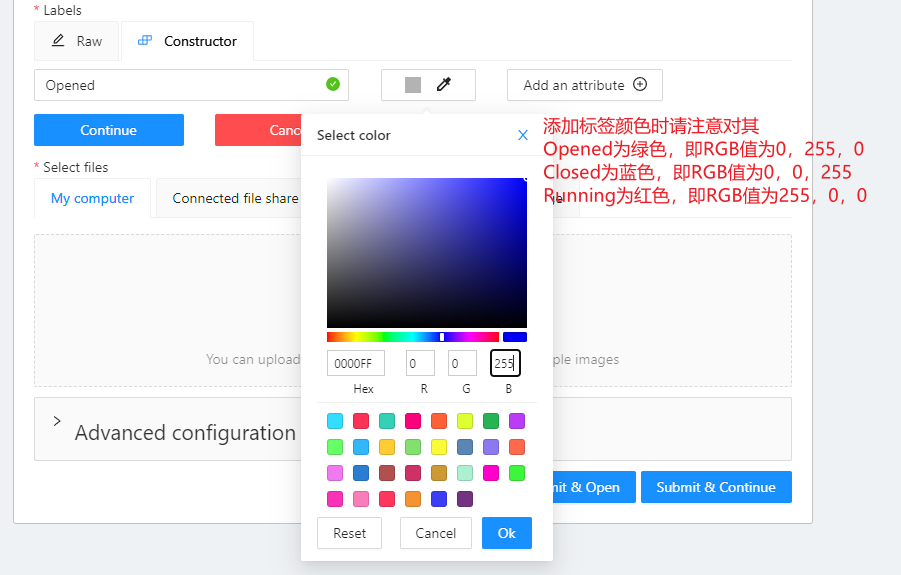 * Labels
Raw
Constructor
Opened
Add an attribute
Continue
Canc
Select color
添加标签颜色时请注意对其
Opened为绿色，即RGB值为0，255，0
Closed为蓝色，即RGB值为0，0，255
Running为红色，即RGB值为255，0，0
* Select files
My computer
Connected file share
0000FF
0
0
255
Hex
R
G
B
You can upload
ple images
Advanced configuration
it & Open
Submit & Continue
Reset
Cancel
Ok